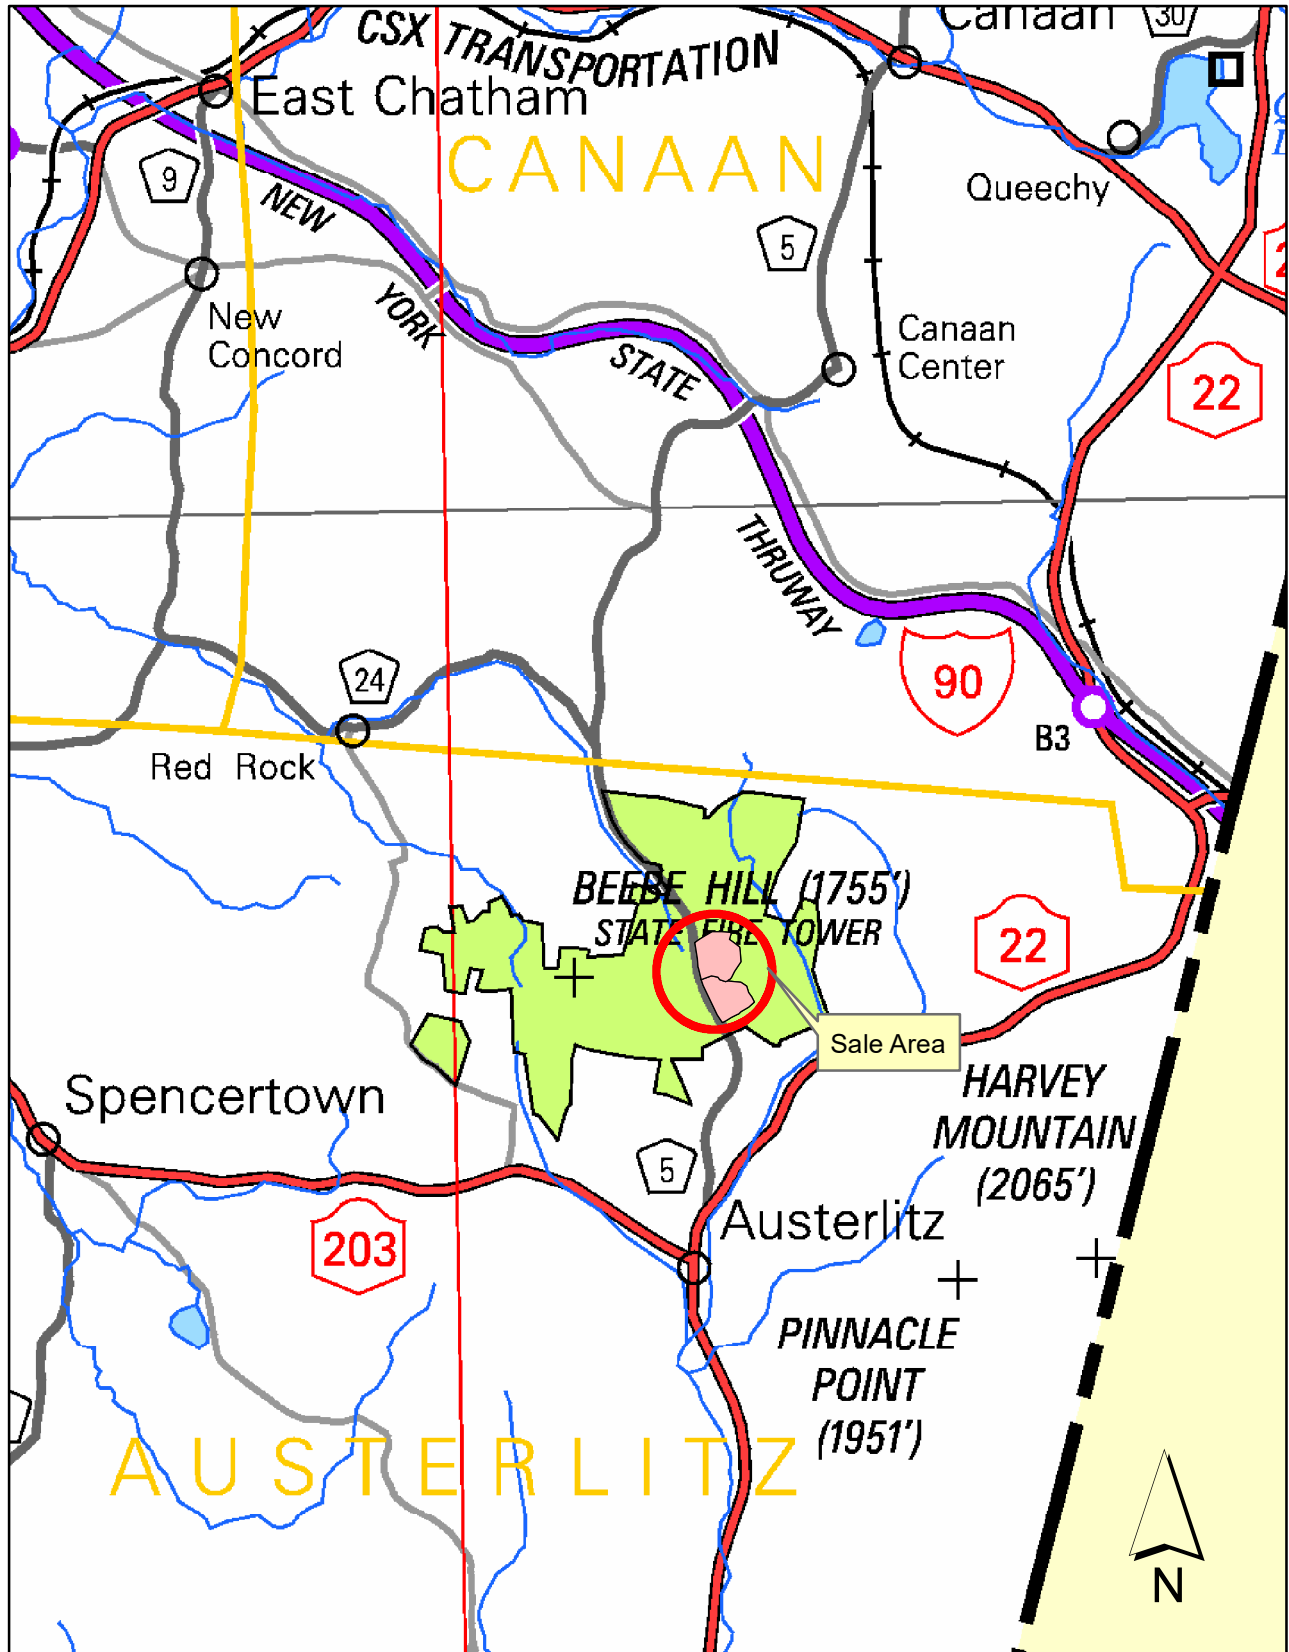 Canaan
30
CSX TRANSPORTATION
East Chatham
CANAAN
9
Queechy
NEW
5
New
Concord
YORK
Canaan
Center
STATE
22
THRUWAY
24
90
B3
Red Rock
BEEBE HILL (1755')
STATE FIRE TOWER
22
Sale Area
Spencertown
HARVEY
MOUNTAIN
(2065')
5
Austerlitz
203
PINNACLE
POINT
(1951')
AUSTERLITZ
N